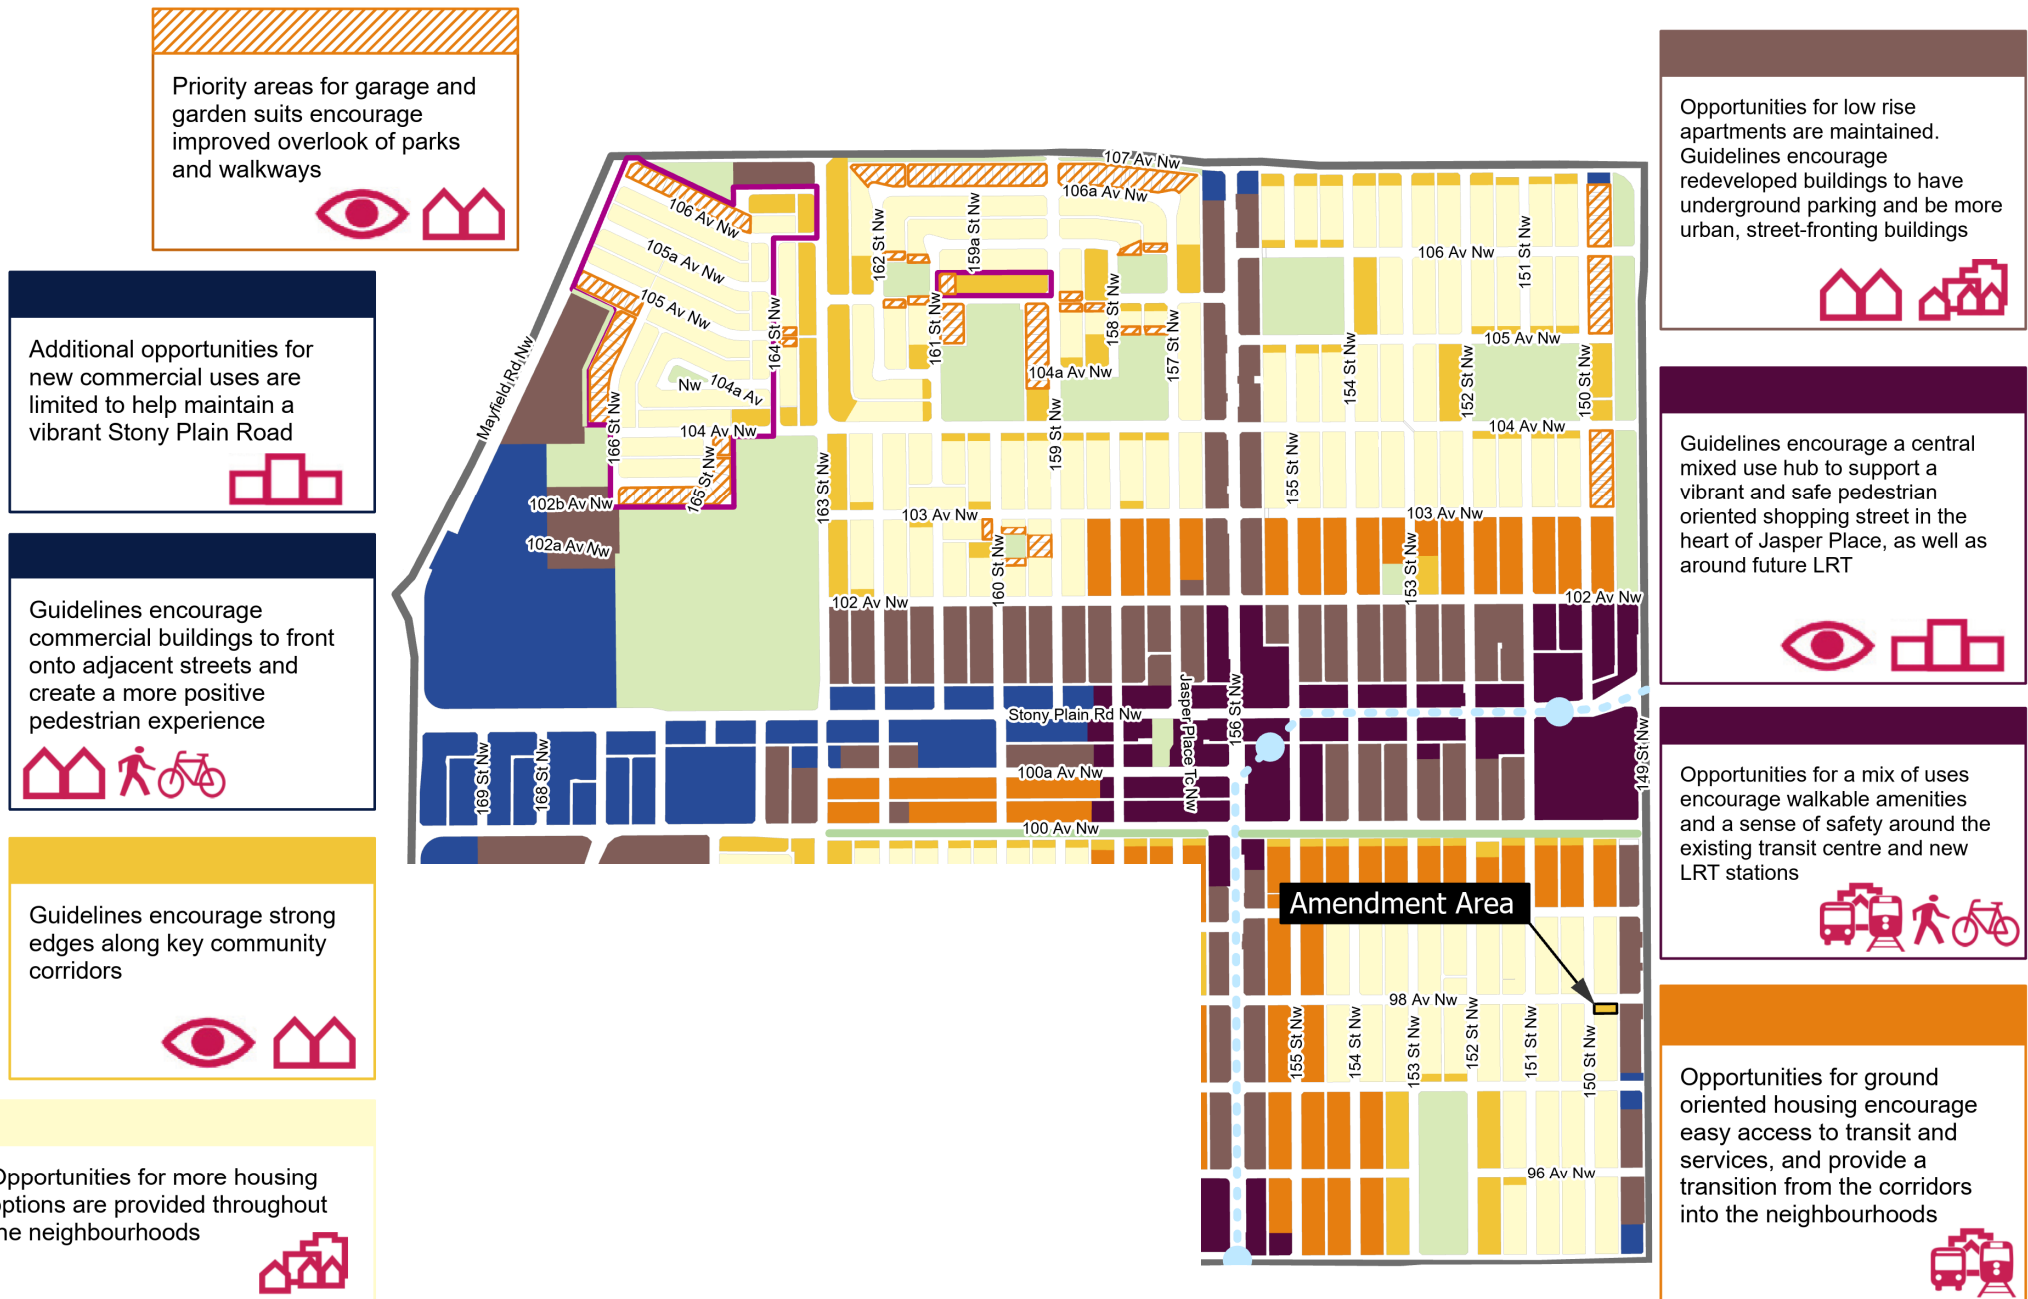 Priority areas for garage and
garden suits encourage
improved overlook of parks
and walkways
Additional opportunities for
new commercial uses are
limited to help maintain a
vibrant Stony Plain Road
Guidelines encourage
commercial buildings to front
onto adjacent streets and
create a more positive
pedestrian experience
Guidelines encourage strong
edges along key community
corridors
Opportunities for more housing
options are provided throughout
the neighbourhoods
107 Av Nw
106a Av Nw
106 Av Nw
105a Av Nw
105 Av Nw
Nw
104a Av
104 Av Nw
102b Av Nw
102a Av Nw
Mayfield Rd Nw
166 St Nw
165 St Nw
164 St Nw
163 St Nw
162 St Nw
161 St Nw
159a St Nw
158 St Nw
157 St Nw
104a Av Nw
159 St Nw
103 Av Nw
160 St Nw
102 Av Nw
106 Av Nw
151 St Nw
105 Av Nw
154 St Nw
152 St Nw
150 St Nw
104 Av Nw
155 St Nw
103 Av Nw
153 St Nw
102 Av Nw
Stony Plain Rd Nw
Jasper Place Tc Nw
156 St Nw
149 St Nw
169 St Nw
168 St Nw
100a Av Nw
100 Av Nw
Amendment Area
98 Av Nw
155 St Nw
154 St Nw
153 St Nw
152 St Nw
151 St Nw
150 St Nw
96 Av Nw
Opportunities for low rise
apartments are maintained.
Guidelines encourage
redeveloped buildings to have
underground parking and be more
urban, street-fronting buildings
Guidelines encourage a central
mixed use hub to support a
vibrant and safe pedestrian
oriented shopping street in the
heart of Jasper Place, as well as
around future LRT
Opportunities for a mix of uses
encourage walkable amenities
and a sense of safety around the
existing transit centre and new
LRT stations
Opportunities for ground
oriented housing encourage
easy access to transit and
services, and provide a
transition from the corridors
into the neighbourhoods